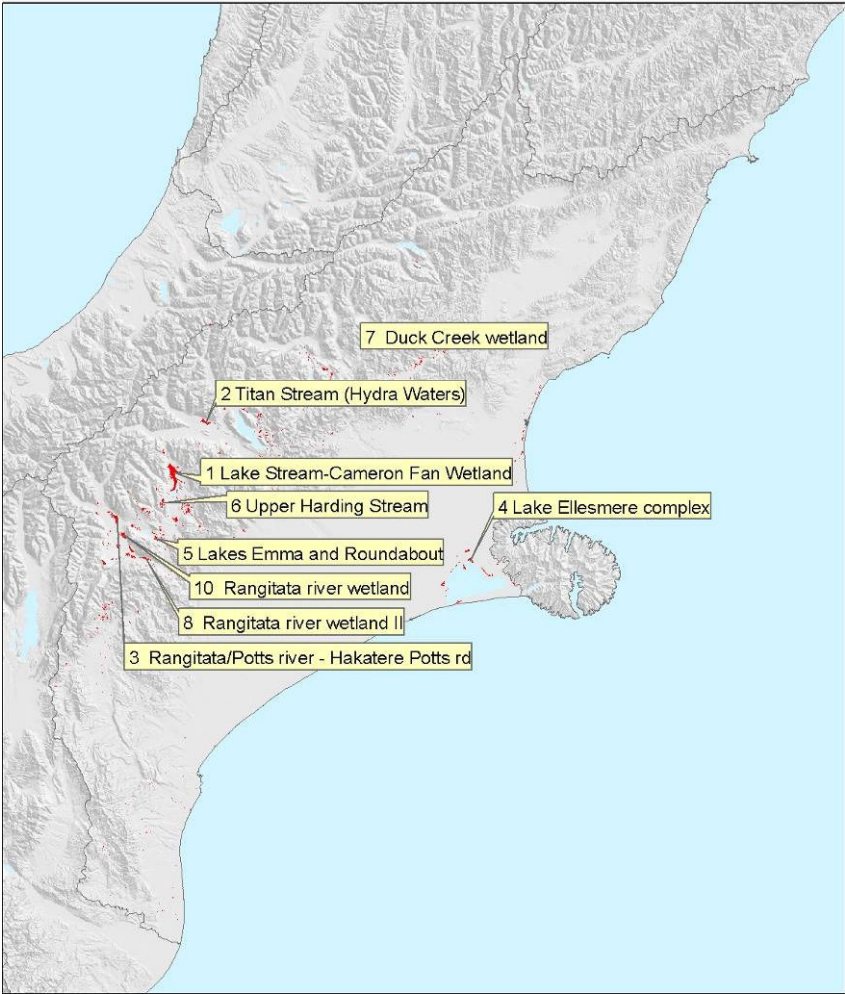 7 Duck Creek wetland
2 Titan Stream (Hydra Waters)
1 Lake Stream-Cameron Fan Wetland
6 Upper Harding Stream
4 Lake Ellesmere complex
5 Lakes Emma and Roundabout
10 Rangitata river wetland
8 Rangitata river wetland II
3 Rangitata/Potts river - Hakatere Potts rd